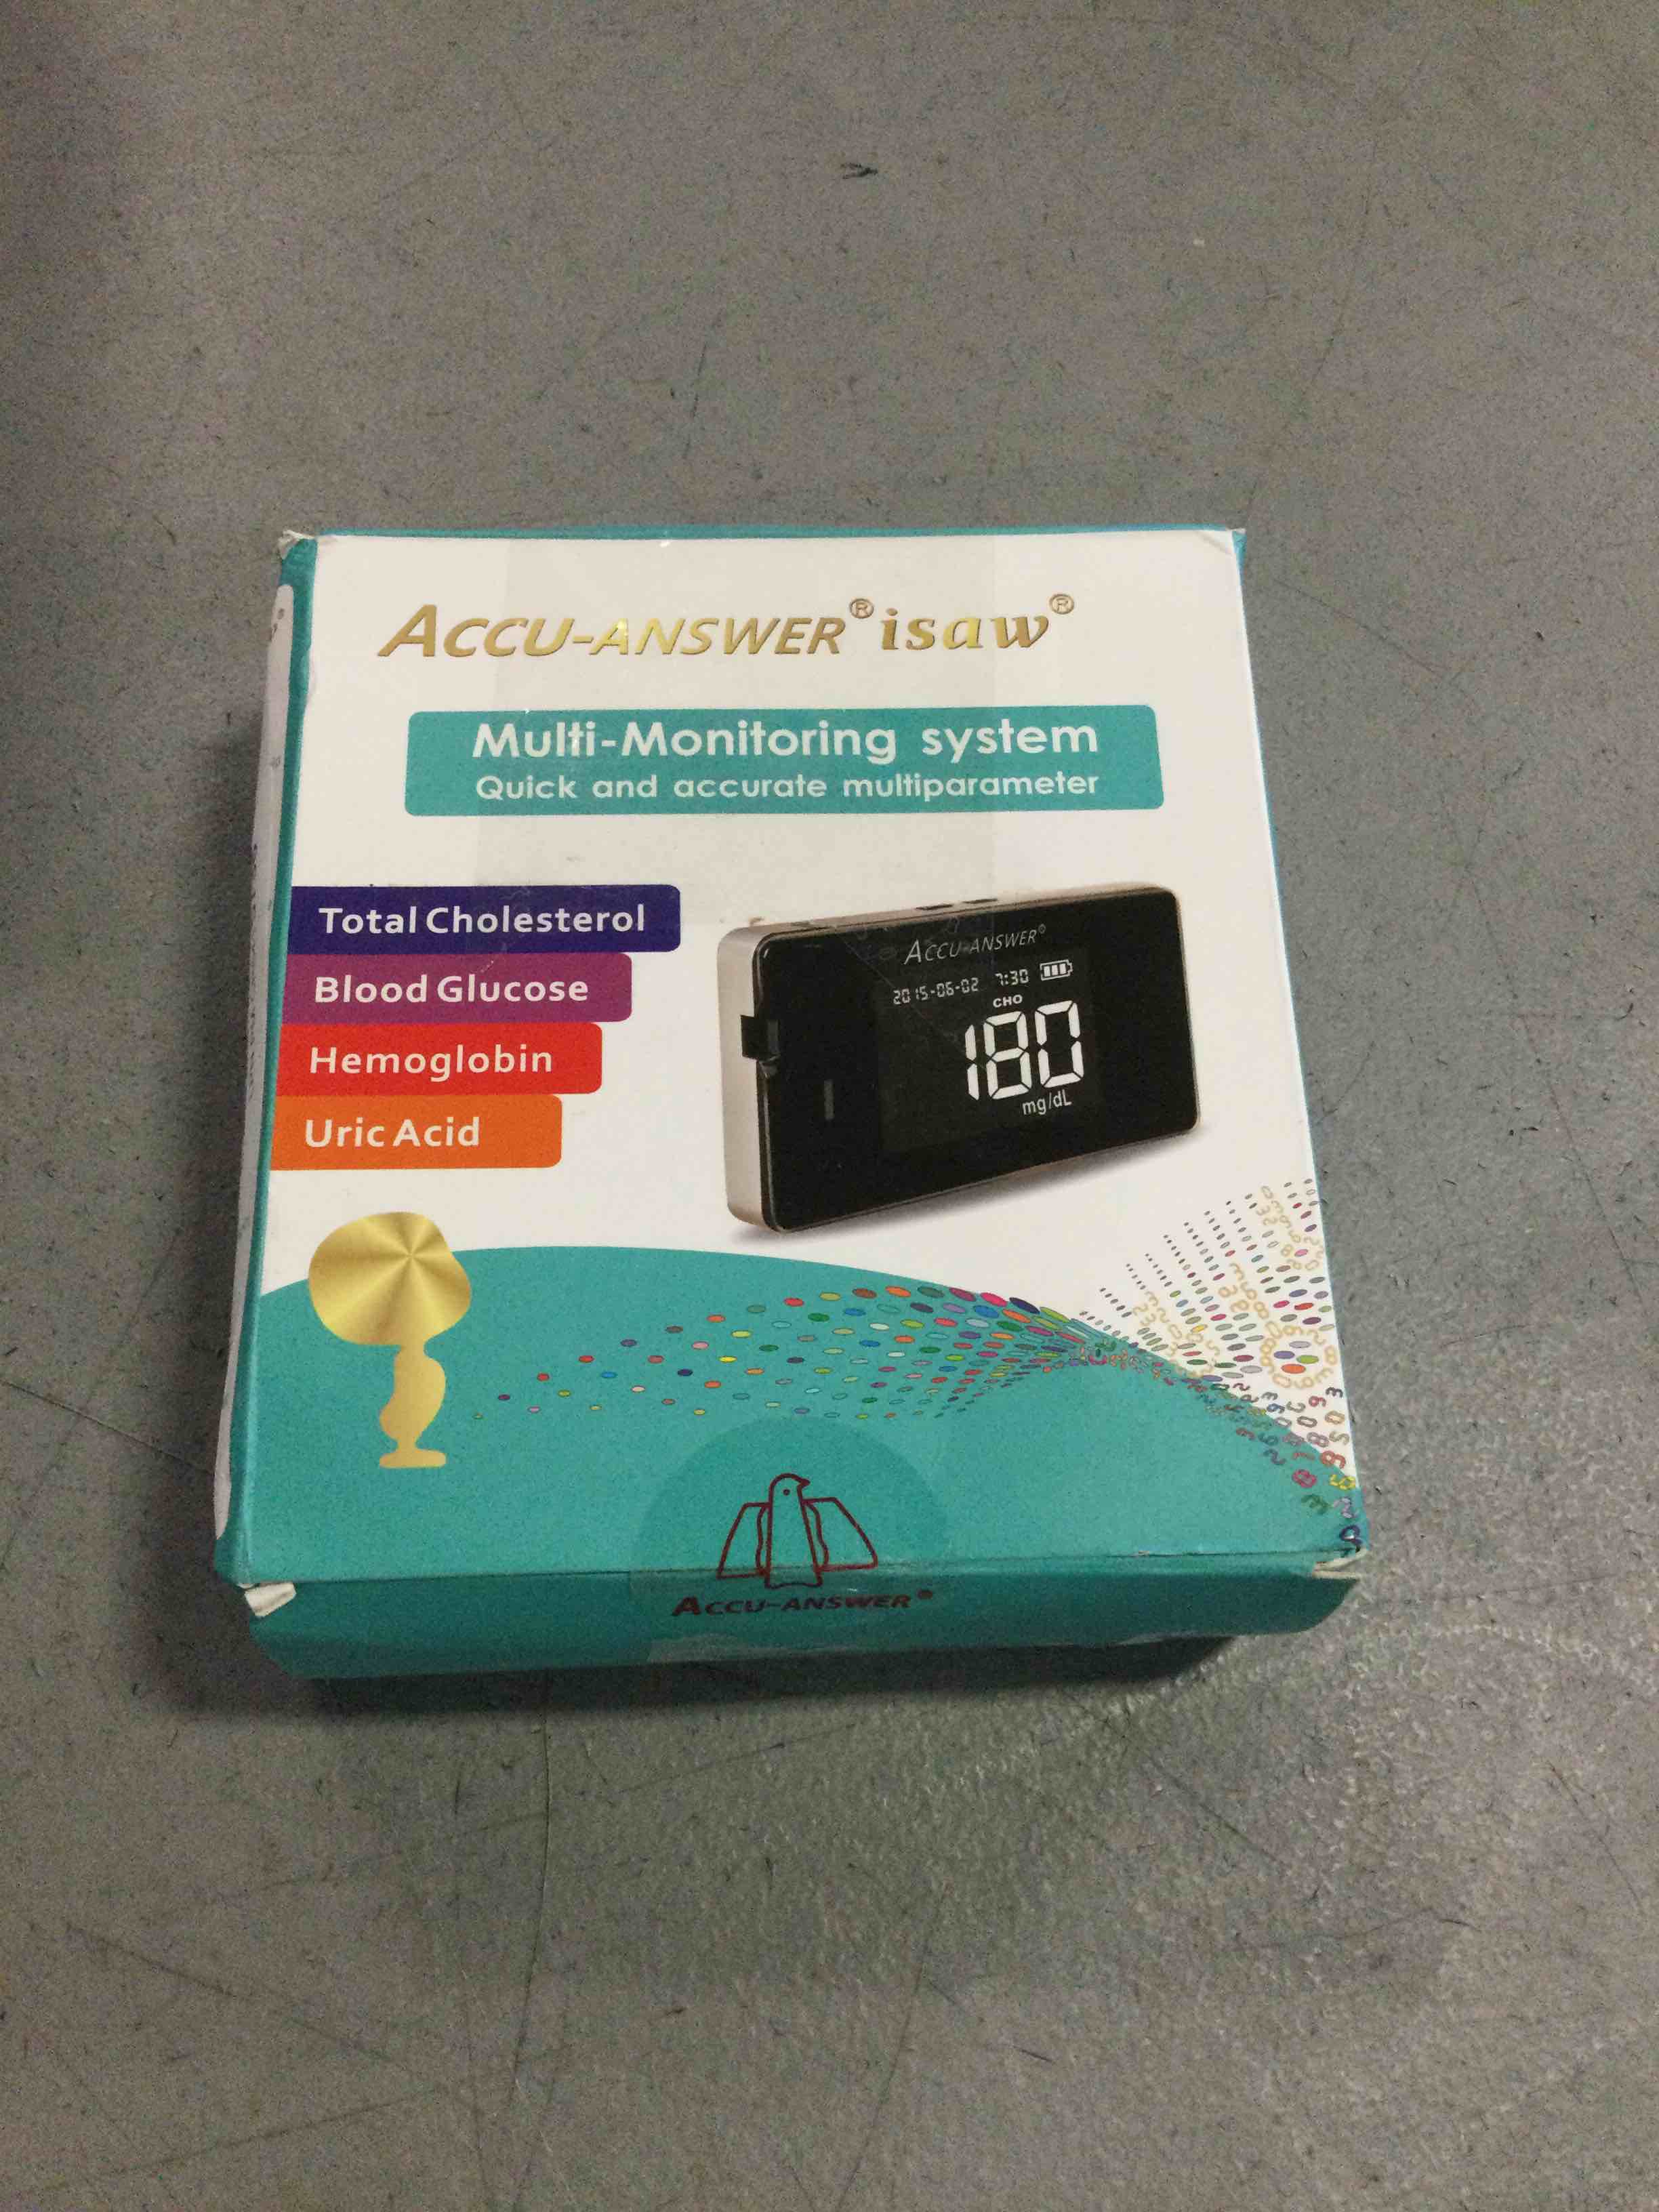 ACCU-ANSWER® isaw®
Multi-Monitoring system
Quick and accurate multiparameter
Total Cholesterol
Blood Glucose
Hemoglobin
Uric Acid
ACCU-ANSWER®
2015-06-02 7:30
CHO
180
mg/dL
ACCU-ANSWER®